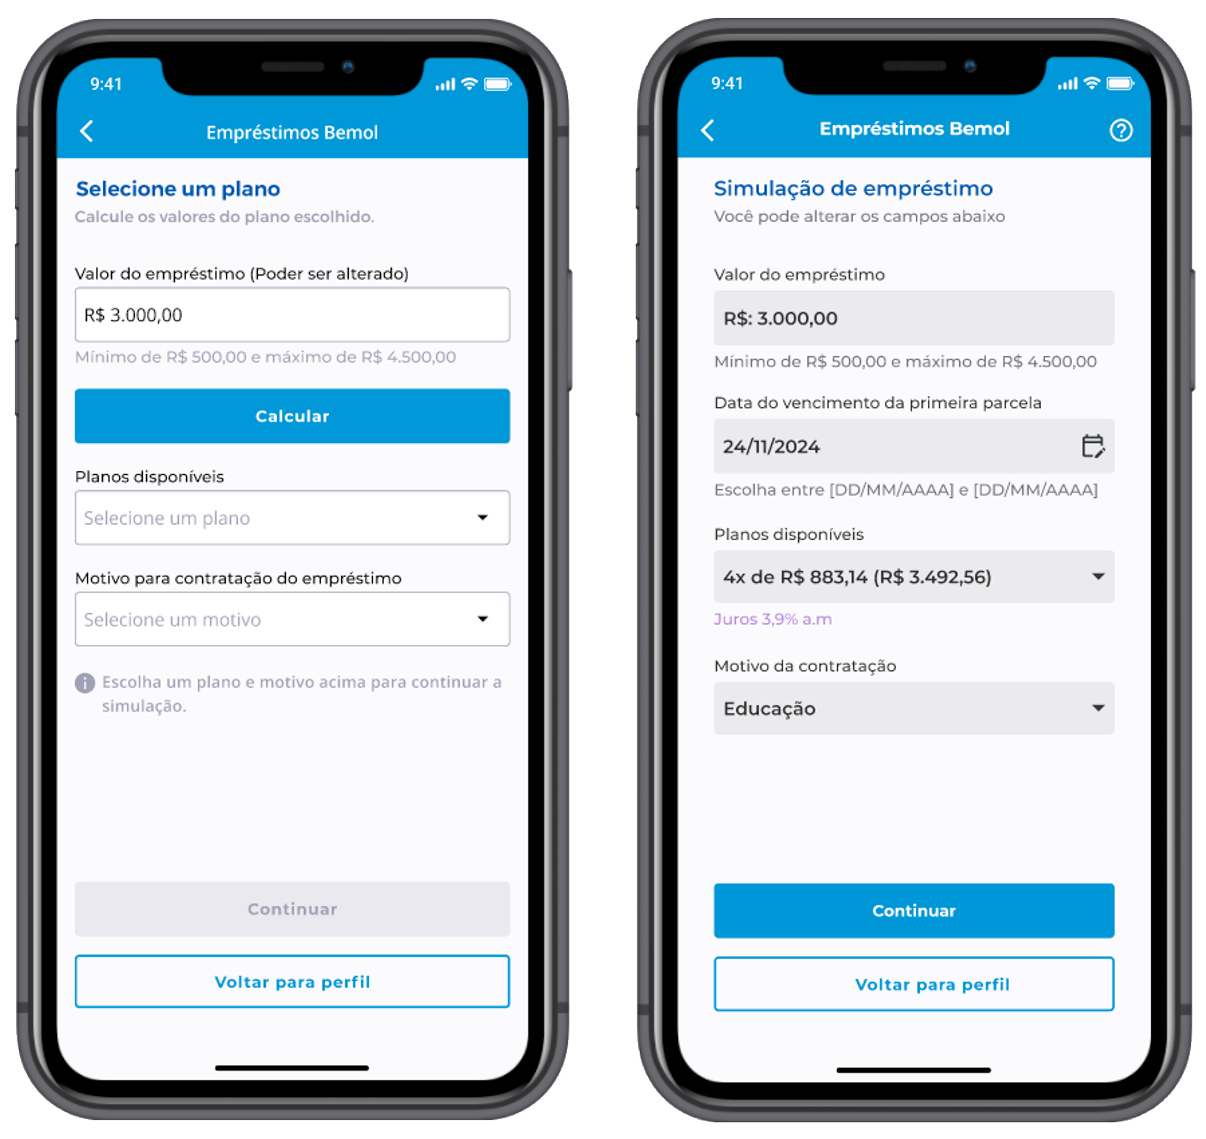 9:41
Empréstimos Bemol
Selecione um plano
Calcule os valores do plano escolhido.
Valor do empréstimo (Poder ser alterado)
R$ 3.000,00
Mínimo de R$ 500,00 e máximo de R$ 4.500,00
Calcular
Planos disponíveis
Selecione um plano
Motivo para contratação do empréstimo
Selecione um motivo
Escolha um plano e motivo acima para continuar a
simulação.
Continuar
Voltar para perfil
9:41
Empréstimos Bemol
Simulação de empréstimo
Você pode alterar os campos abaixo
Valor do empréstimo
R$: 3.000,00
Mínimo de R$ 500,00 e máximo de R$ 4.500,00
Data do vencimento da primeira parcela
24/11/2024
Escolha entre [DD/MM/AAAA] e [DD/MM/AAAA]
Planos disponíveis
4x de R$ 883,14 (R$ 3.492,56)
Juros 3,9% a.m
Motivo da contratação
Educação
Continuar
Voltar para perfil